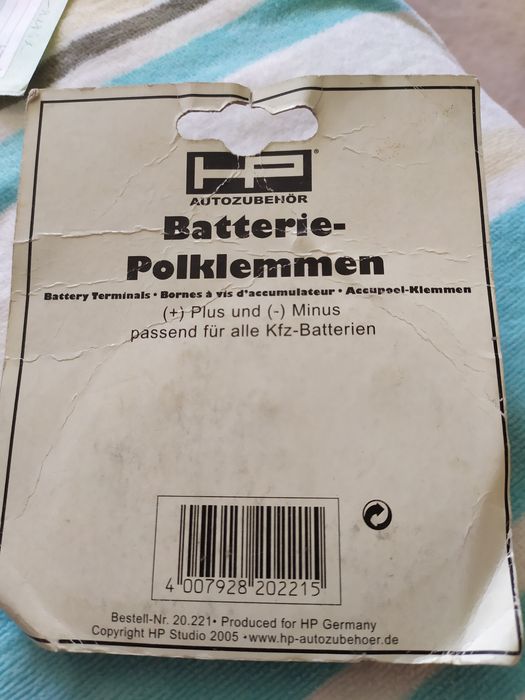 HP®
AUTOZUBEHÖR
Batterie-
Polklemmen
Battery Terminals • Bornes à vis d'accumulateur • Accupoel-Klemmen
(+) Plus und (-) Minus
passend für alle Kfz-Batterien
4 007928 202215
Bestell-Nr. 20.221• Produced for HP Germany
Copyright HP Studio 2005 •www.hp-autozubehoer.de